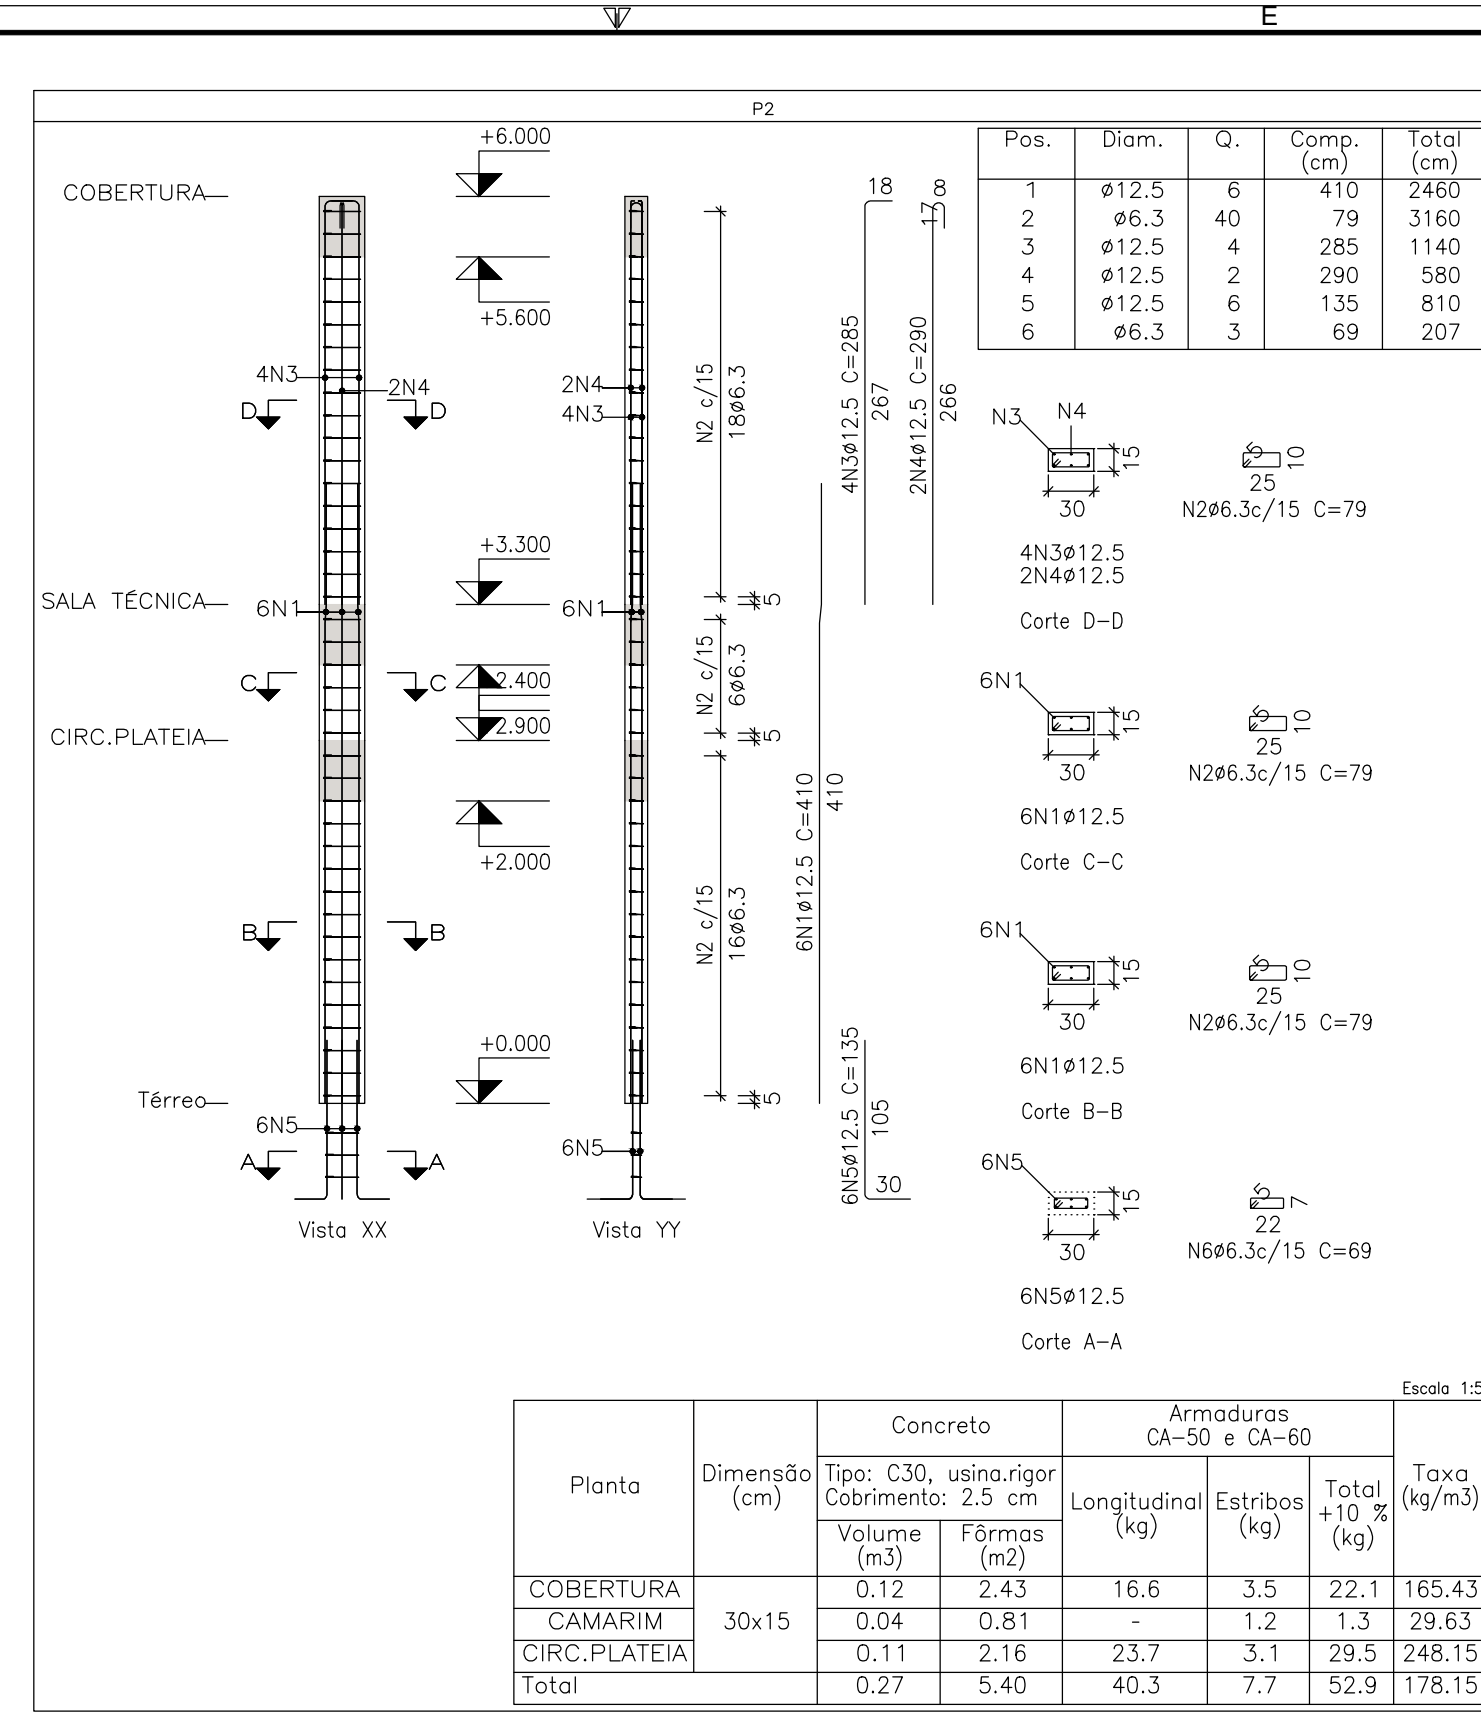 E
P2
+6.000
COBERTURA
+5.600
4N3
2N4
D D
+3.300
SALA TÉCNICA
6N1
C C
2.400
2.900
CIRC.PLATEIA
+2.000
B B
+0.000
Térreo
6N5
A A
Vista XX
2N4
4N3
6N1
6N5
Vista YY
N2 c/15
18ø6.3
5
N2 c/15
6ø6.3
5
N2 c/15
16ø6.3
5
18
4N3ø12.5 C=285
267
8
17
2N4ø12.5 C=290
266
6N1ø12.5 C=410
410
6N5ø12.5 C=135
105
30
Pos. Diam. Q. Comp. (cm) Total (cm)
1 ø12.5 6 410 2460
2 ø6.3 40 79 3160
3 ø12.5 4 285 1140
4 ø12.5 2 290 580
5 ø12.5 6 135 810
6 ø6.3 3 69 207
N3 N4
15
30
5
10
25
N2ø6.3c/15 C=79
4N3ø12.5
2N4ø12.5
Corte D-D
6N1
15
30
5
10
25
N2ø6.3c/15 C=79
6N1ø12.5
Corte C-C
6N1
15
30
5
10
25
N2ø6.3c/15 C=79
6N1ø12.5
Corte B-B
6N5
15
30
5
7
22
N6ø6.3c/15 C=69
6N5ø12.5
Corte A-A
Escala 1:5
Planta
Dimensão
(cm)
Concreto
Tipo: C30, usina.rigor
Cobrimento: 2.5 cm
Volume
(m3)
Fôrmas
(m2)
Armaduras
CA-50 e CA-60
Longitudinal
(kg)
Estribos
(kg)
Total
+10 %
(kg)
Taxa
(kg/m3)
COBERTURA 0.12 2.43 16.6 3.5 22.1 165.43
CAMARIM 30x15 0.04 0.81 - 1.2 1.3 29.63
CIRC.PLATEIA 0.11 2.16 23.7 3.1 29.5 248.15
Total 0.27 5.40 40.3 7.7 52.9 178.15